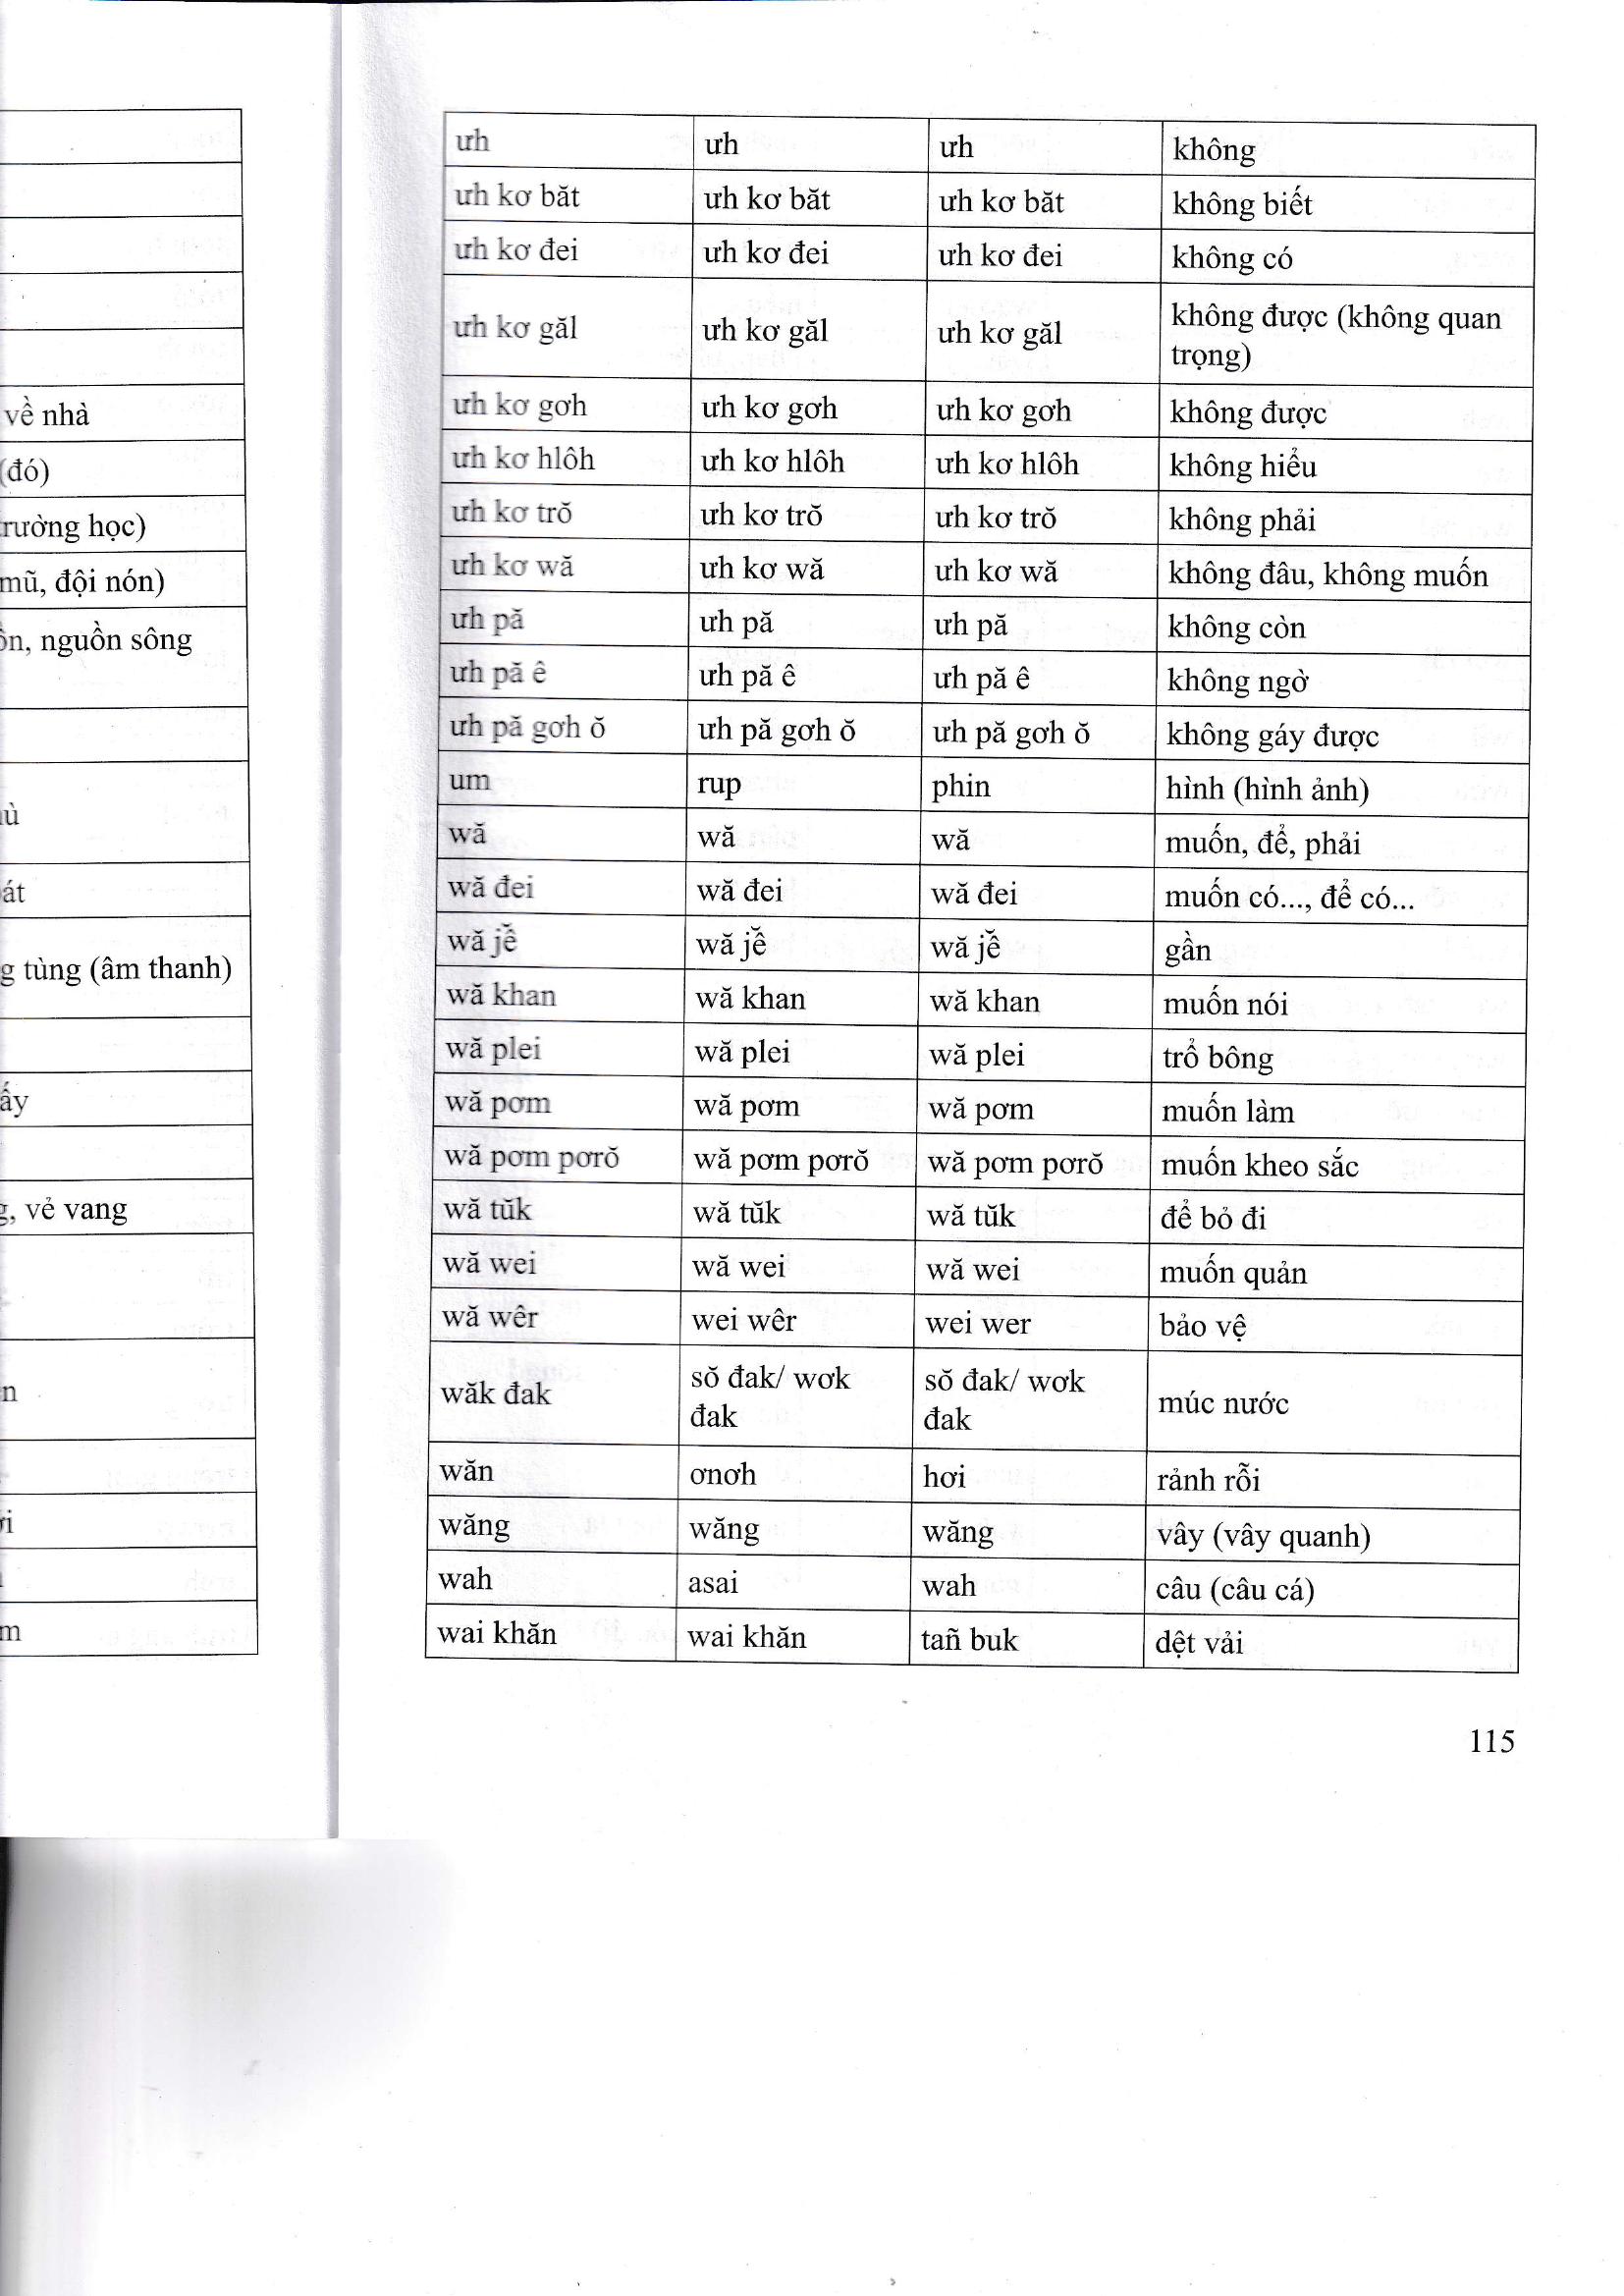 về nhà
(đó)
rường học)
mũ, đội nón)
ồn, nguồn sông
ù
át
g tùng (âm thanh)
ấy
g, vẻ vang
n
ơi
m
ưh ưh ưh không
ưh kơ băt ưh kơ băt ưh kơ băt không biết
ưh kơ đei ưh kơ đei ưh kơ đei không có
ưh kơ găl ưh kơ găl ưh kơ găl không được (không quan
trọng)
ưh kơ gơh ưh kơ gơh ưh kơ gơh không được
ưh kơ hlôh ưh kơ hlôh ưh kơ hlôh không hiểu
ưh kơ trŏ ưh kơ trŏ ưh kơ trŏ không phải
ưh kơ wă ưh kơ wă ưh kơ wă không đâu, không muốn
ưh pă ưh pă ưh pă không còn
ưh pă ê ưh pă ê ưh pă ê không ngờ
ưh pă gơh ŏ ưh pă gơh ŏ ưh pă gơh ŏ không gáy được
um rup phin hình (hình ảnh)
wă wă wă muốn, để, phải
wă đei wă đei wă đei muốn có..., để có...
wă jê̆ wă jê̆ wă jê̆ gần
wă khan wă khan wă khan muốn nói
wă plei wă plei wă plei trổ bông
wă pơm wă pơm wă pơm muốn làm
wă pơm pơrŏ wă pơm pơrŏ wă pơm pơrŏ muốn kheo sắc
wă tŭk wă tŭk wă tŭk để bỏ đi
wă wei wă wei wă wei muốn quản
wă wêr wei wêr wei wer bảo vệ
wăk đak sŏ đak/ wơk sŏ đak/ wơk múc nước
đak đak
wăn ơnơh hơi rảnh rỗi
wăng wăng wăng vây (vây quanh)
wah asai wah câu (câu cá)
wai khăn wai khăn tañ buk dệt vải
115